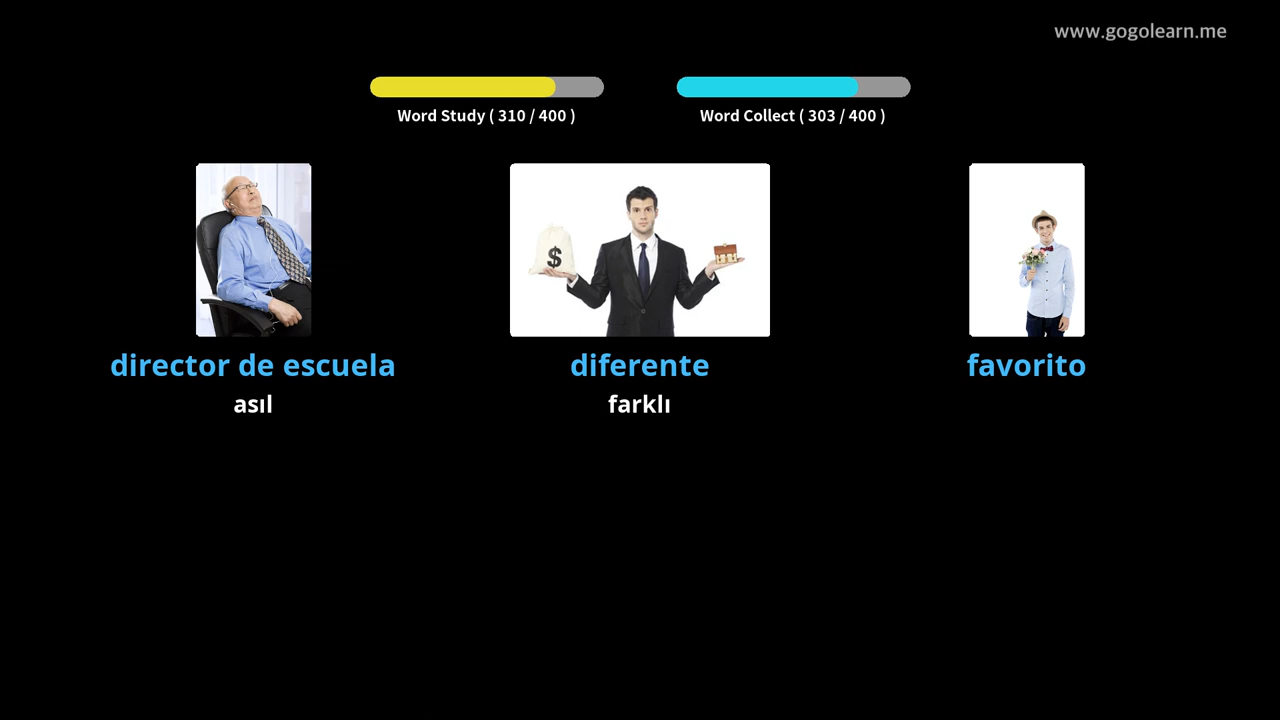 www.gogolearn.me
Word Study ( 310 / 400 )
Word Collect ( 303 / 400 )
$
director de escuela
diferente
favorito
asıl
farklı